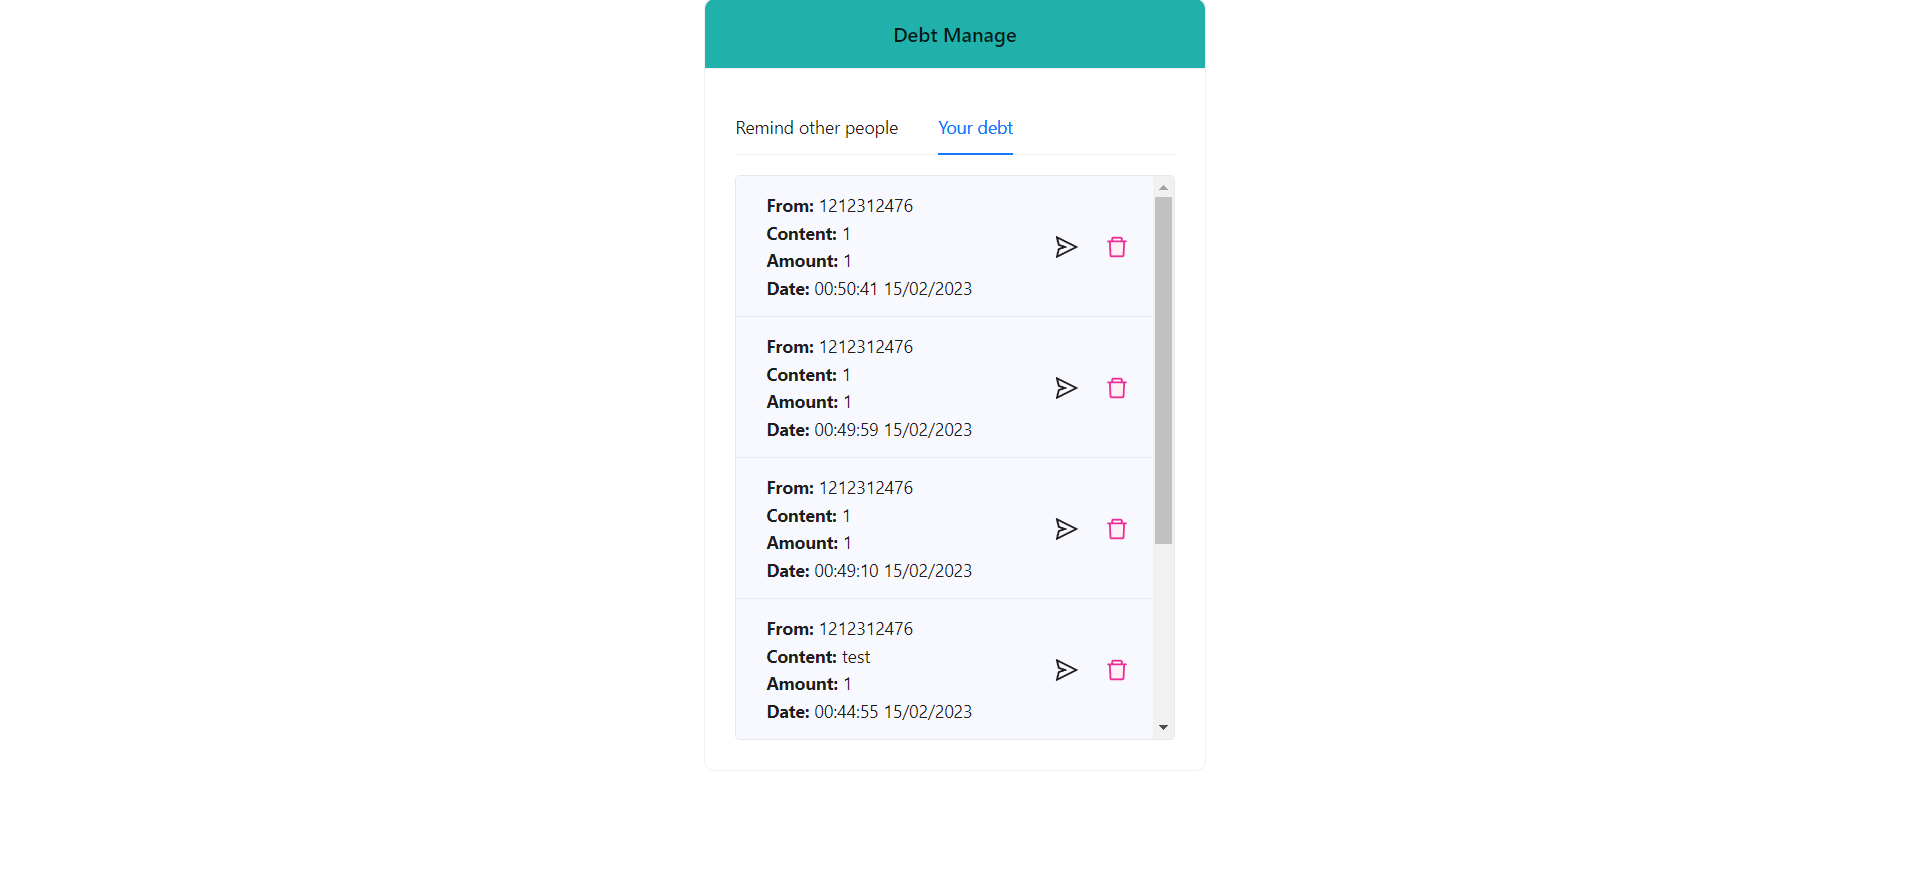 Debt Manage
Remind other people
Your debt
From: 1212312476
Content: 1
Amount: 1
Date: 00:50:41 15/02/2023
From: 1212312476
Content: 1
Amount: 1
Date: 00:49:59 15/02/2023
From: 1212312476
Content: 1
Amount: 1
Date: 00:49:10 15/02/2023
From: 1212312476
Content: test
Amount: 1
Date: 00:44:55 15/02/2023